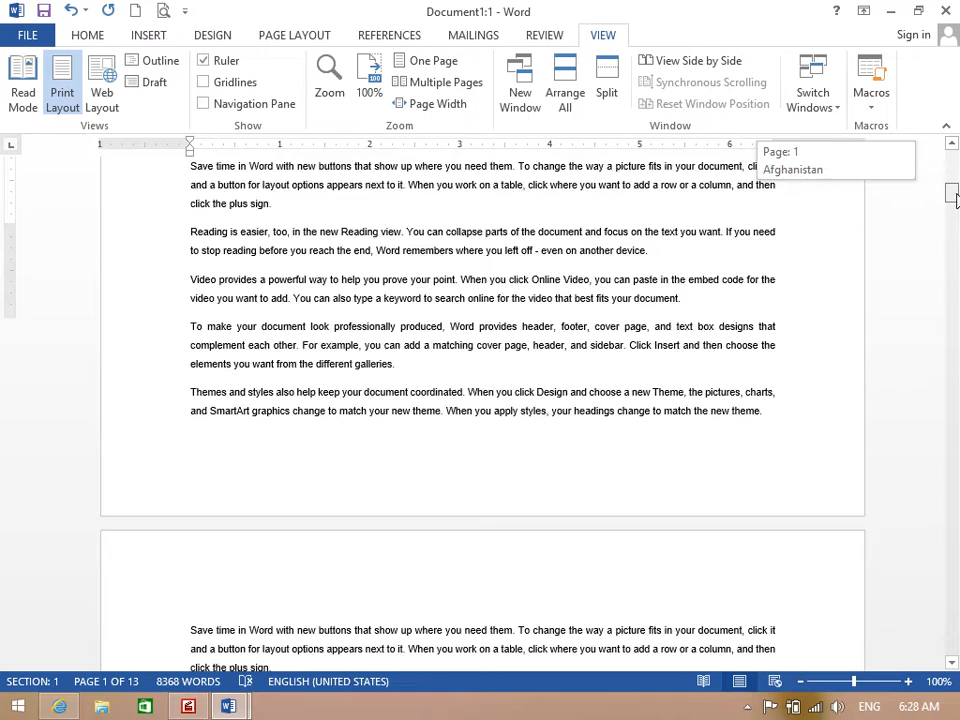 Document1:1 - Word
?
FILE HOME INSERT DESIGN PAGE LAYOUT REFERENCES MAILINGS REVIEW VIEW Sign in
Read Mode
Print Layout
Web Layout
Outline
Draft
Views
Ruler
Gridlines
Navigation Pane
Show
Zoom
100
100%
One Page
Multiple Pages
Page Width
Zoom
New Window
Arrange All
Split
View Side by Side
Synchronous Scrolling
Reset Window Position
Switch Windows
Window
Macros
Macros
L 1 1 2 3 4 5 6
Page: 1
Afghanistan
Save time in Word with new buttons that show up where you need them. To change the way a picture fits in your document,
and a button for layout options appears next to it. When you work on a table, click where you want to add a row or a column, and then
click the plus sign.
Reading is easier, too, in the new Reading view. You can collapse parts of the document and focus on the text you want. If you need
to stop reading before you reach the end, Word remembers where you left off - even on another device.
Video provides a powerful way to help you prove your point. When you click Online Video, you can paste in the embed code for the
video you want to add. You can also type a keyword to search online for the video that best fits your document.
To make your document look professionally produced, Word provides header, footer, cover page, and text box designs that
complement each other. For example, you can add a matching cover page, header, and sidebar. Click Insert and then choose the
elements you want from the different galleries.
Themes and styles also help keep your document coordinated. When you click Design and choose a new Theme, the pictures, charts,
and SmartArt graphics change to match your new theme. When you apply styles, your headings change to match the new theme.
Save time in Word with new buttons that show up where you need them. To change the way a picture fits in your document, click it
and a button for layout options appears next to it. When you work on a table, click where you want to add a row or a column, and then
click the plus sign.
SECTION: 1 PAGE 1 OF 13 8368 WORDS ENGLISH (UNITED STATES) 100%
ENG 6:28 AM